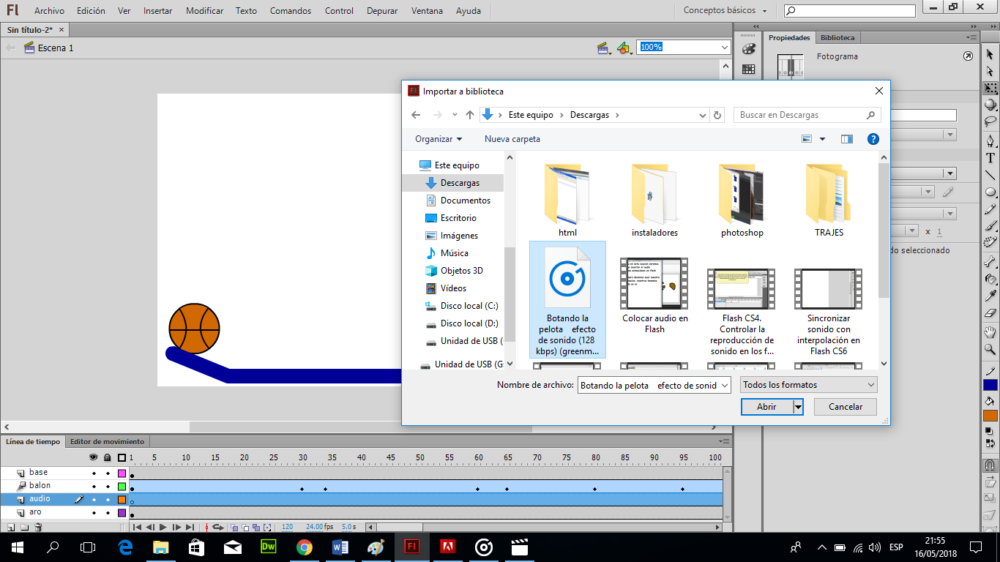 Fl Archivo Edición Ver Insertar Modificar Texto Comandos Control Depurar Ventana Ayuda Conceptos básicos
Sin título-2* ×
Escena 1 100%
Propiedades Biblioteca
Fotograma
Importar a biblioteca
Este equipo Descargas Buscar en Descargas
Organizar Nueva carpeta
Este equipo
Descargas
Documentos
Escritorio
Imágenes
Música
Objetos 3D
Vídeos
Disco local (C:)
Disco local (D:)
Unidad de USB (
Unidad de USB (G:
html instaladores photoshop TRAJES
Botando la
pelota efecto
de sonido (128
kbps) (greenm...
Colocar audio en
Flash
Flash CS4.
Controlar la
reproducción de
sonido en los f...
Sincronizar
sonido con
interpolación en
Flash CS6
Nombre de archivo: Botando la pelota efecto de sonid Todos los formatos
Abrir Cancelar
x 1
do seleccionado
Línea de tiempo Editor de movimiento
1 5 10 15 20 25 30 35 40 45 50 55 60 65 70 75 80 85 90 95 100
base
balon
audio
aro
120 24.00 fps 5.0 s
Dw Fl
ESP
21:55
16/05/2018